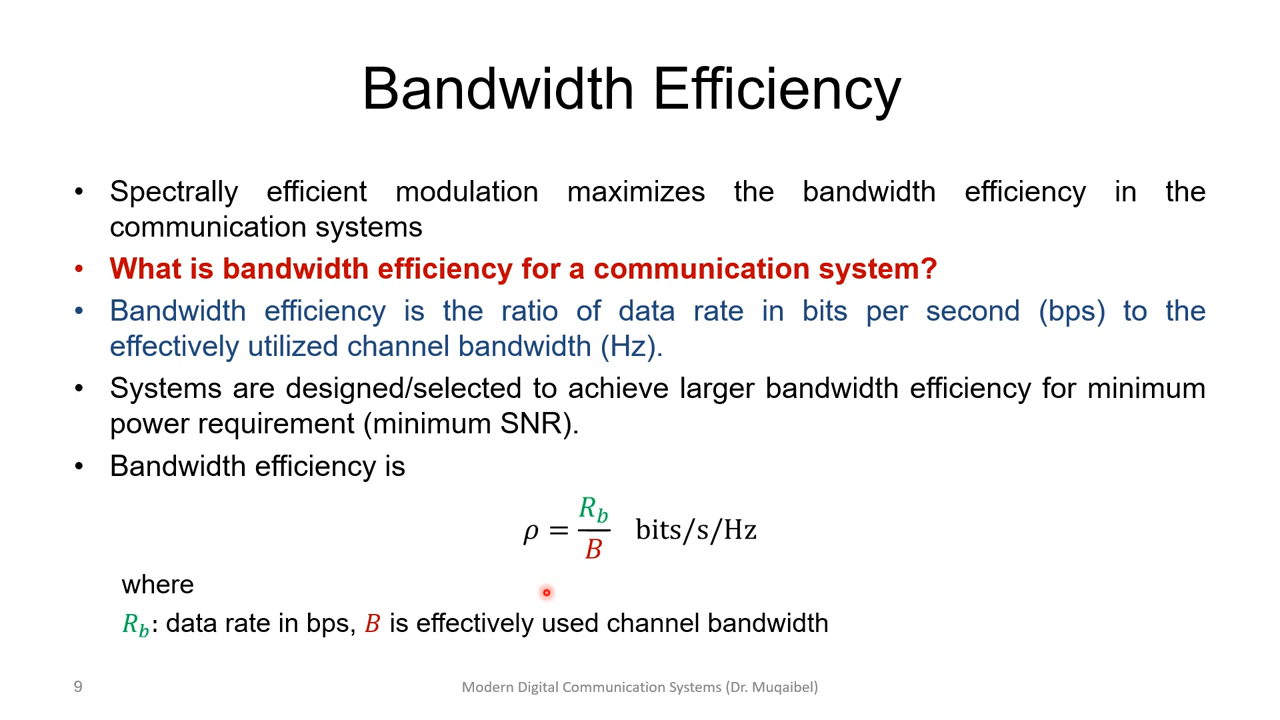 Bandwidth Efficiency
• Spectrally efficient modulation maximizes the bandwidth efficiency in the
communication systems
• What is bandwidth efficiency for a communication system?
• Bandwidth efficiency is the ratio of data rate in bits per second (bps) to the
effectively utilized channel bandwidth (Hz).
• Systems are designed/selected to achieve larger bandwidth efficiency for minimum
power requirement (minimum SNR).
• Bandwidth efficiency is
ρ = R_b / B bits/s/Hz
where
R_b: data rate in bps, B is effectively used channel bandwidth
9 Modern Digital Communication Systems (Dr. Muqaibel)